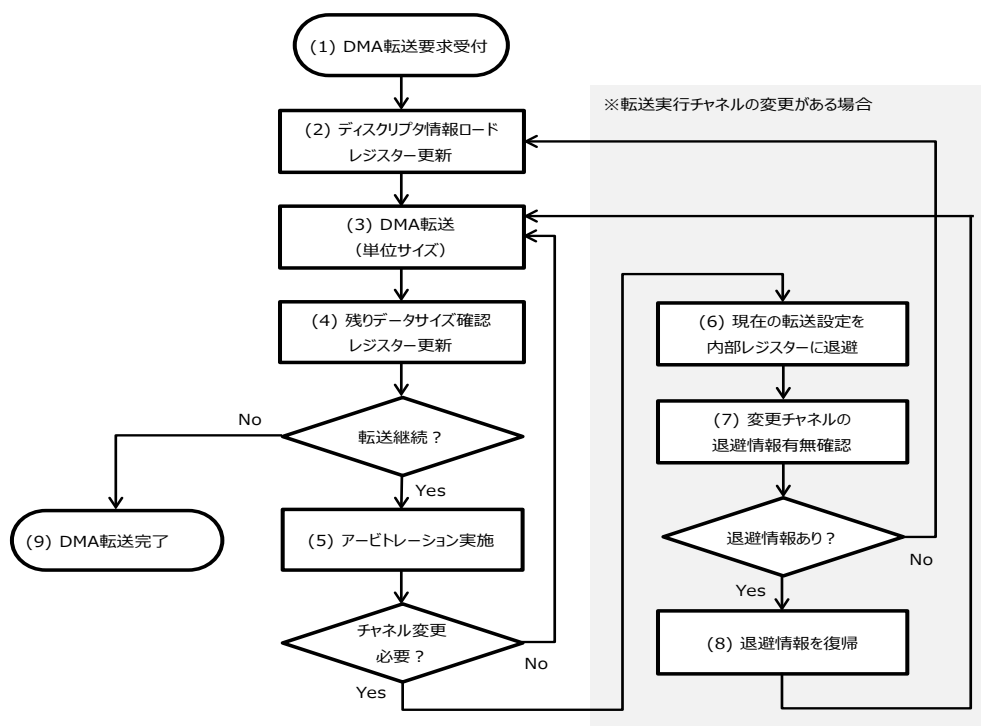 (1) DMA転送要求受付
※転送実行チャネルの変更がある場合
(2) ディスクリプタ情報ロード
レジスター更新
(3) DMA転送
（単位サイズ）
(4) 残りデータサイズ確認
レジスター更新
転送継続？
No
Yes
(9) DMA転送完了
(5) アービトレーション実施
チャネル変更
必要？
No
Yes
(6) 現在の転送設定を
内部レジスターに退避
(7) 変更チャネルの
退避情報有無確認
退避情報あり？
No
Yes
(8) 退避情報を復帰